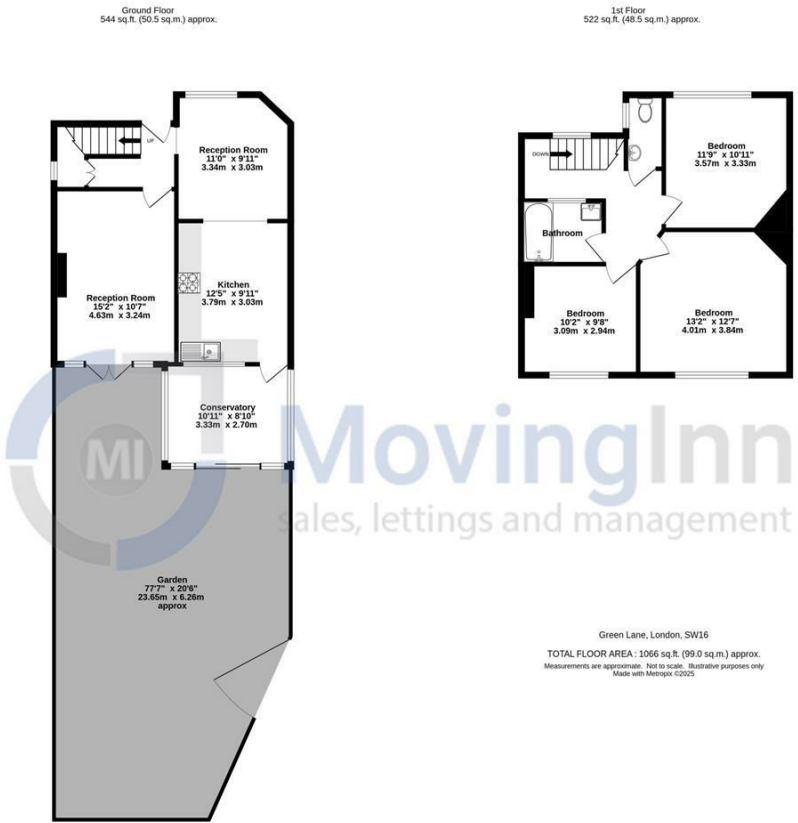 Ground Floor
544 sq.ft. (50.5 sq.m.) approx.
1st Floor
522 sq.ft. (48.5 sq.m.) approx.
UP
Reception Room
11'0" x 9'11"
3.34m x 3.03m
Kitchen
12'5" x 9'11"
3.79m x 3.03m
Reception Room
15'2" x 10'7"
4.63m x 3.24m
Conservatory
10'11" x 8'10"
3.33m x 2.70m
Garden
77'7" x 20'6"
23.65m x 6.26m
approx
DOWN
Bedroom
11'9" x 10'11"
3.57m x 3.33m
Bathroom
Bedroom
10'2" x 9'8"
3.09m x 2.94m
Bedroom
13'2" x 12'7"
4.01m x 3.84m
MI
MovingInn
sales, lettings and management
Green Lane, London, SW16
TOTAL FLOOR AREA : 1066 sq.ft. (99.0 sq.m.) approx.
Measurements are approximate. Not to scale. Illustrative purposes only
Made with Metropix ©2025